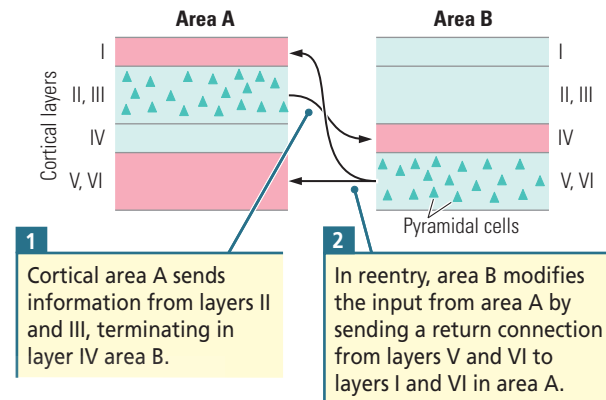 Area A
Area B
Cortical layers
I
II, III
IV
V, VI
I
II, III
IV
V, VI
Pyramidal cells
1
Cortical area A sends
information from layers II
and III, terminating in
layer IV area B.
2
In reentry, area B modifies
the input from area A by
sending a return connection
from layers V and VI to
layers I and VI in area A.